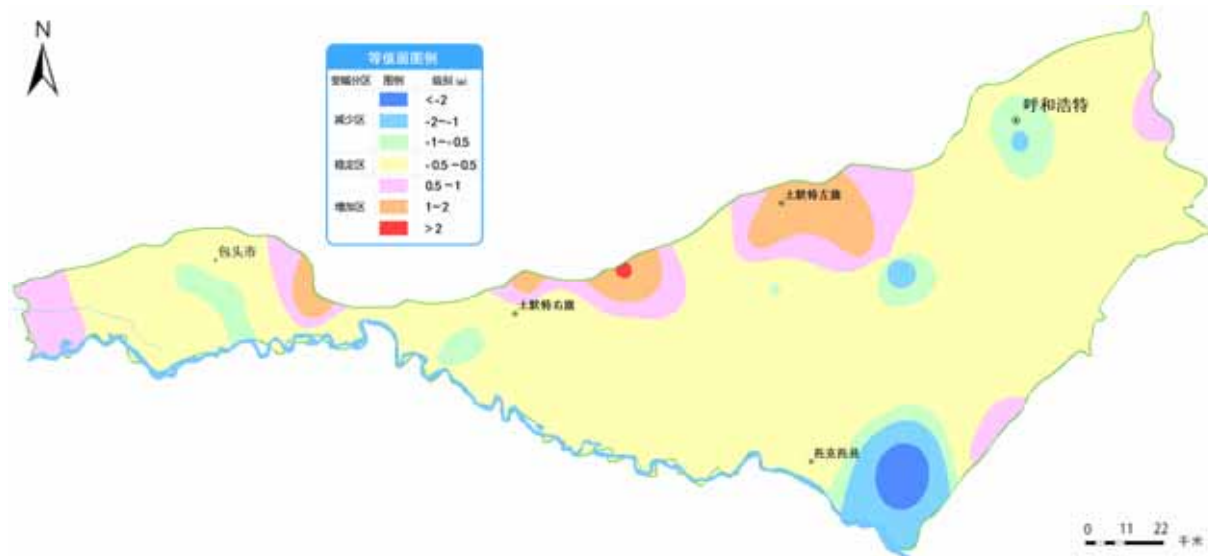 N
等值面图例
变幅分区 图例 级别 (m)
<-2
减少区 -2~-1
-1~-0.5
稳定区 -0.5~0.5
0.5~1
增加区 1~2
>2
呼和浩特
土默特左旗
包头市
土默特右旗
托克托县
0 11 22
千米